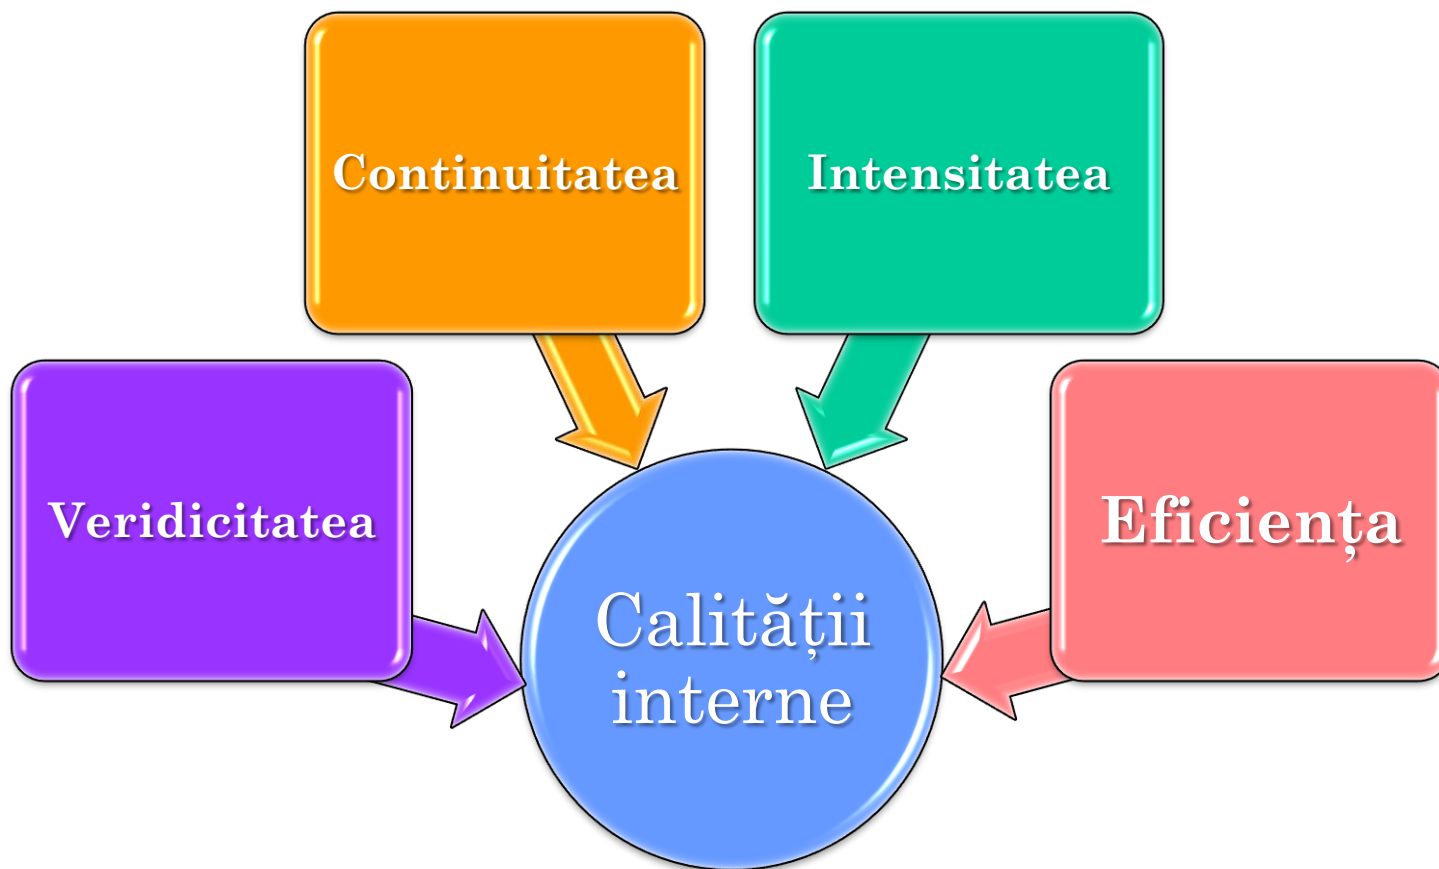 Continuitatea
Intensitatea
Veridicitatea
Eficiența
Calității
interne